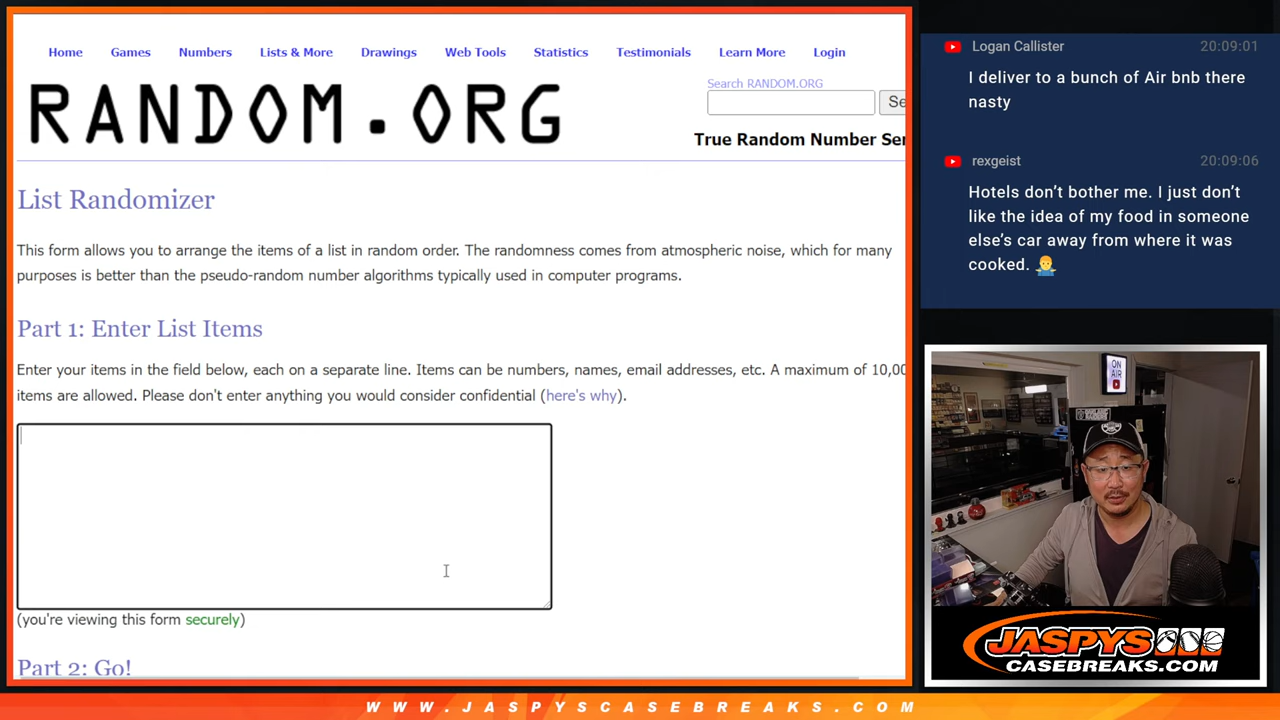 Home Games Numbers Lists & More Drawings Web Tools Statistics Testimonials Learn More Login
RANDOM.ORG
Search RANDOM.ORG
Se
True Random Number Ser
List Randomizer
This form allows you to arrange the items of a list in random order. The randomness comes from atmospheric noise, which for many
purposes is better than the pseudo-random number algorithms typically used in computer programs.
Part 1: Enter List Items
Enter your items in the field below, each on a separate line. Items can be numbers, names, email addresses, etc. A maximum of 10,00
items are allowed. Please don't enter anything you would consider confidential (here's why).
(you're viewing this form securely)
Part 2: Go!
Logan Callister 20:09:01
I deliver to a bunch of Air bnb there
nasty
rexgeist 20:09:06
Hotels don’t bother me. I just don’t
like the idea of my food in someone
else’s car away from where it was
cooked.
ON
AIR
JASPYS
CASEBREAKS.COM
WWW.JASPYSCASEBREAKS.COM